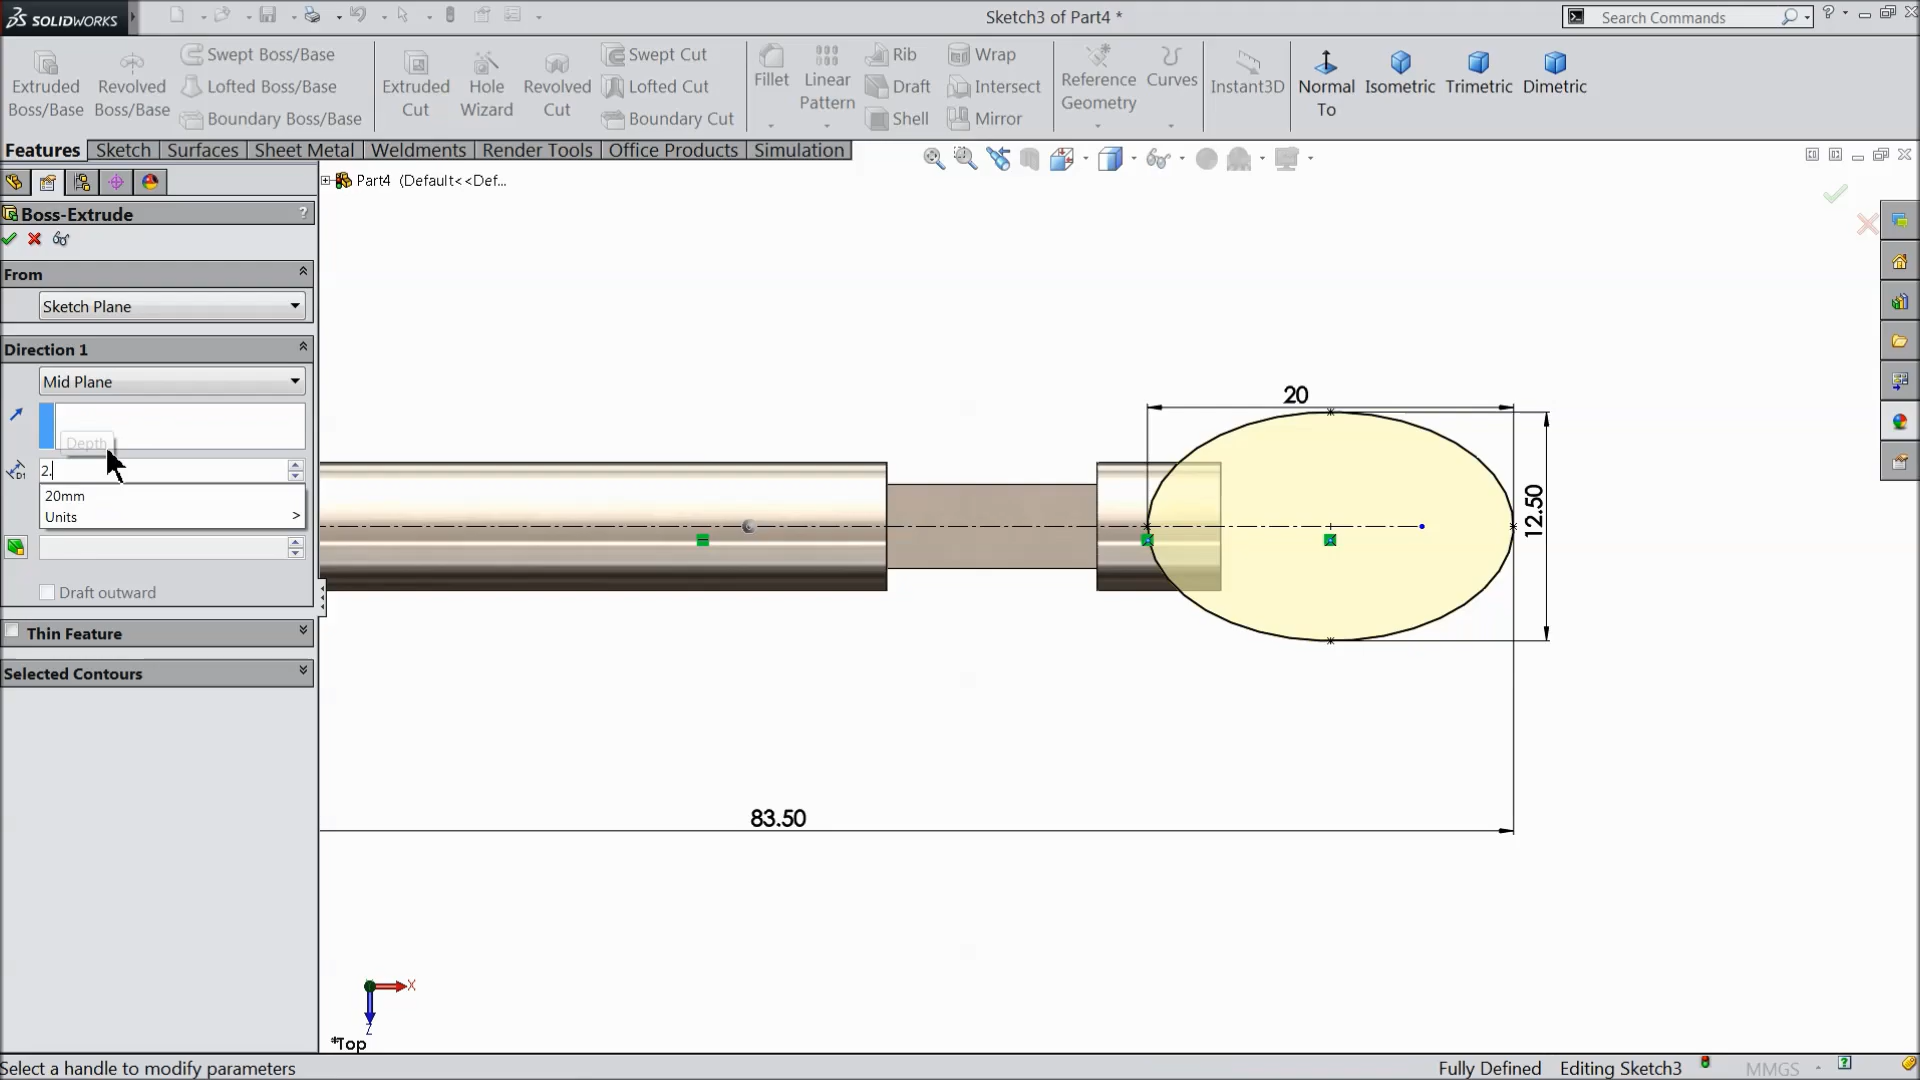 SOLIDWORKS
Sketch3 of Part4 *
Search Commands
?
Extruded Boss/Base
Revolved Boss/Base
Swept Boss/Base
Lofted Boss/Base
Boundary Boss/Base
Extruded Cut
Hole Wizard
Revolved Cut
Swept Cut
Lofted Cut
Boundary Cut
Fillet
Linear Pattern
Rib
Draft
Shell
Wrap
Intersect
Mirror
Reference Geometry
Curves
Instant3D
Normal To
Isometric
Trimetric
Dimetric
Features
Sketch
Surfaces
Sheet Metal
Weldments
Render Tools
Office Products
Simulation
Part4 (Default<<Def...
Boss-Extrude
?
From
Sketch Plane
Direction 1
Mid Plane
Depth
D1
2.
20mm
Units >
Draft outward
Thin Feature
Selected Contours
20
12.50
83.50
X
Z
*Top
Select a handle to modify parameters
Fully Defined
Editing Sketch3
MMGS
?